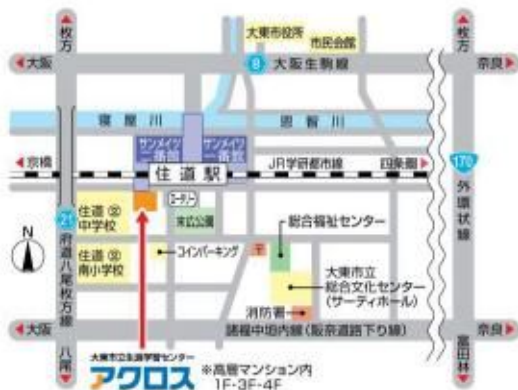 枚方
大東市役所
市民会館
枚方
大阪
8
大阪生駒線
奈良
寝屋川
恩智川
サンメイツ
二番館
サンメイツ
一番館
京橋
住道駅
JR学研都市線
四条畷
170
外環状線
住道
中学校
ロータリー
末広公園
総合福祉センター
21
府道八尾枚方線
住道
南小学校
コインパーキング
〒
大東市立
総合文化センター
(サーティホール)
N
消防署
大阪
諸福中垣内線(阪奈道路下り線)
奈良
八尾
大東市立生涯学習センター
アクロス
※高層マンション内
1F・3F・4F
富田林